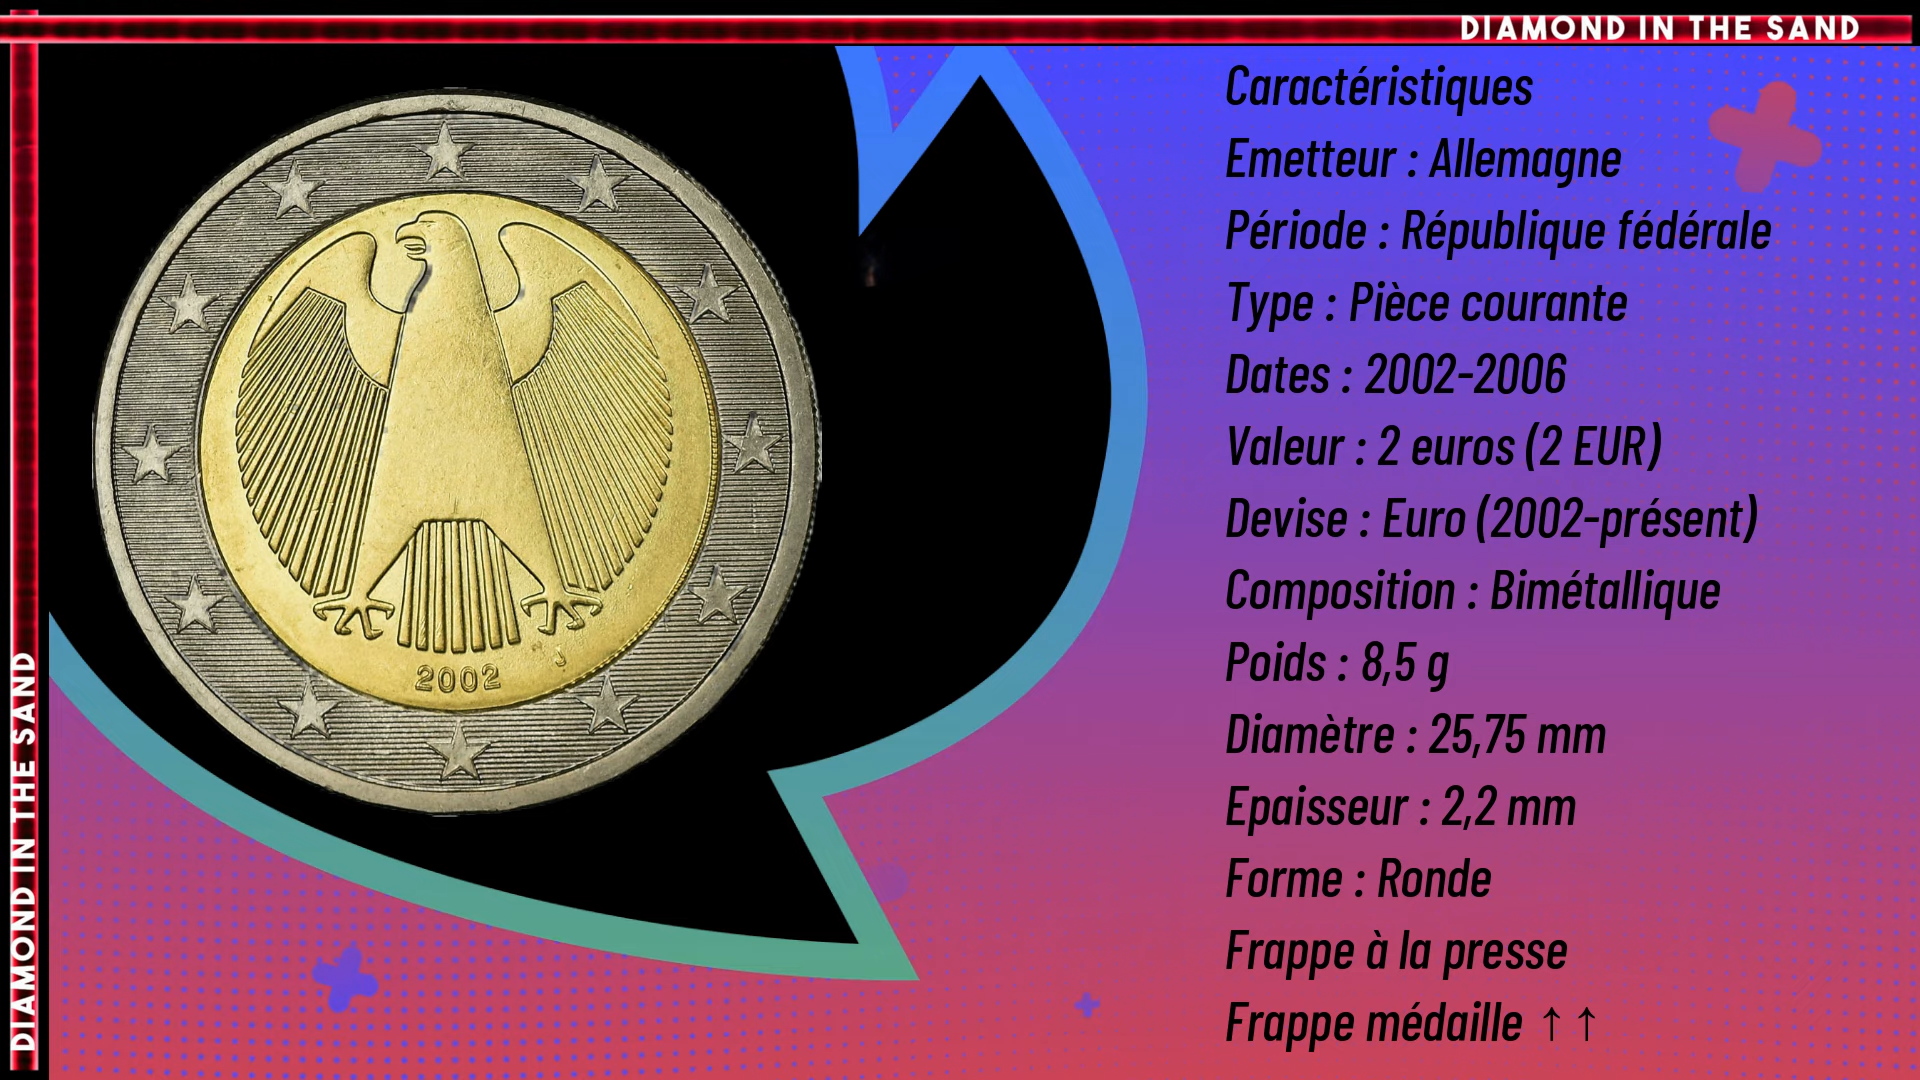 DIAMOND IN THE SAND
Caractéristiques
Emetteur : Allemagne
Période : République fédérale
Type : Pièce courante
Dates : 2002-2006
Valeur : 2 euros (2 EUR)
Devise : Euro (2002-présent)
Composition : Bimétallique
Poids : 8,5 g
Diamètre : 25,75 mm
Epaisseur : 2,2 mm
Forme : Ronde
Frappe à la presse
Frappe médaille ↑↑
2002
J
DIAMOND IN THE SAND